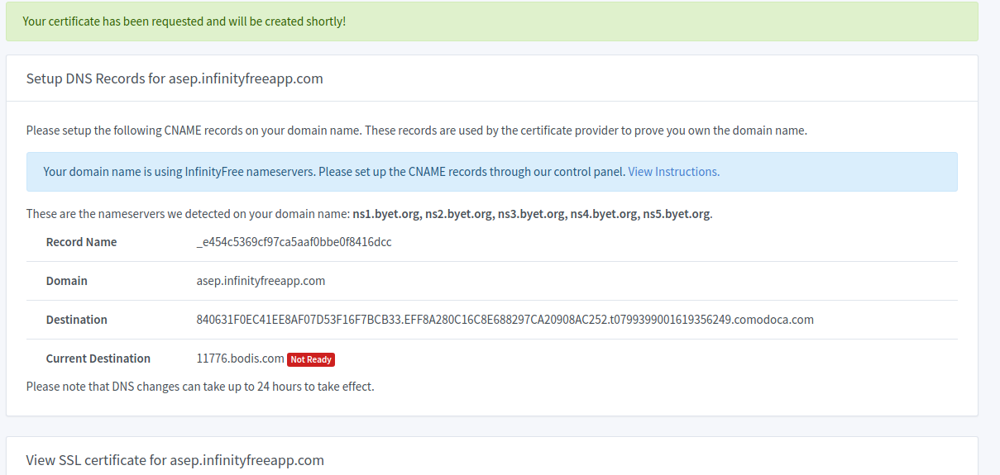 Your certificate has been requested and will be created shortly!
Setup DNS Records for asep.infinityfreeapp.com
Please setup the following CNAME records on your domain name. These records are used by the certificate provider to prove you own the domain name.
Your domain name is using InfinityFree nameservers. Please set up the CNAME records through our control panel. View Instructions.
These are the nameservers we detected on your domain name: ns1.byet.org, ns2.byet.org, ns3.byet.org, ns4.byet.org, ns5.byet.org.
Record Name _e454c5369cf97ca5aaf0bbe0f8416dcc
Domain asep.infinityfreeapp.com
Destination 840631F0EC41EE8AF07D53F16F7BCB33.EFF8A280C16C8E688297CA20908AC252.t0799399001619356249.comodoca.com
Current Destination 11776.bodis.com Not Ready
Please note that DNS changes can take up to 24 hours to take effect.
View SSL certificate for asep.infinityfreeapp.com